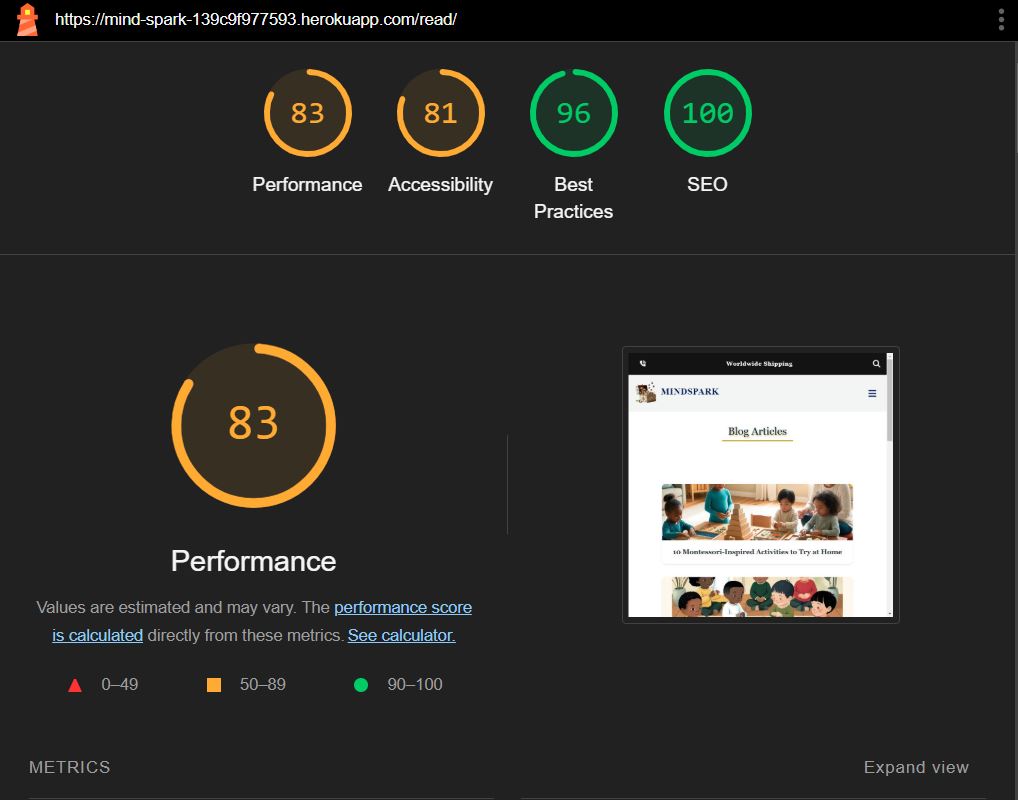 https://mind-spark-139c9f977593.herokuapp.com/read/
83
81
96
100
Performance
Accessibility
Best
Practices
SEO
83
Performance
Values are estimated and may vary. The performance score
is calculated directly from these metrics. See calculator.
0–49
50–89
90–100
Worldwide Shipping
MINDSPARK
Blog Articles
10 Montessori-Inspired Activities to Try at Home
METRICS
Expand view